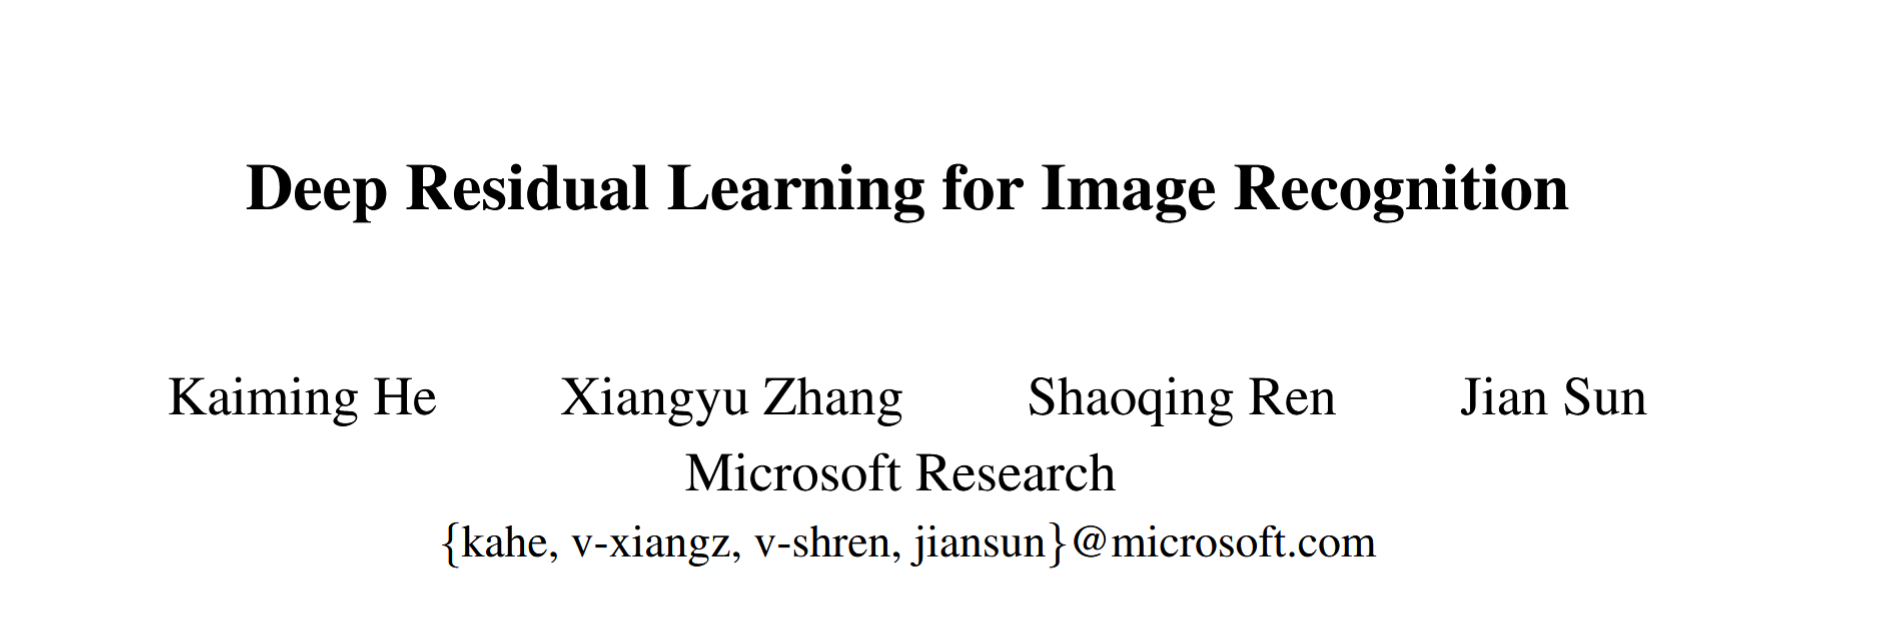 Deep Residual Learning for Image Recognition
Kaiming He Xiangyu Zhang Shaoqing Ren Jian Sun
Microsoft Research
{kahe, v-xiangz, v-shren, jiansun}@microsoft.com